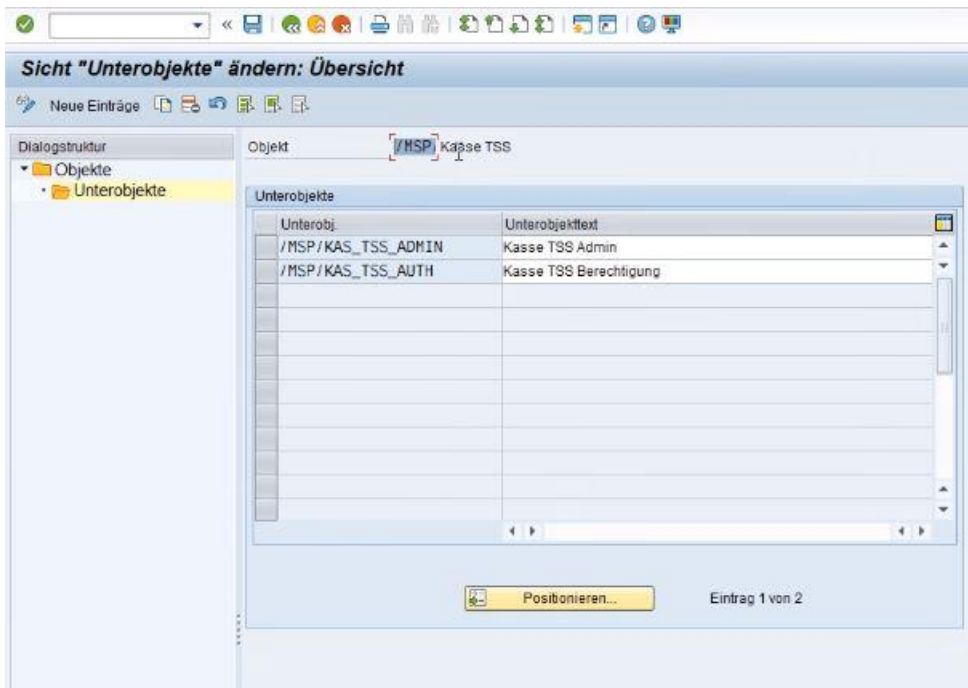 Sicht "Unterobjekte" ändern: Übersicht
Neue Einträge
Dialogstruktur
Objekte
Unterobjekte
Objekt /MSP/ Kasse TSS
Unterobjekte
Unterobj. Unterobjekttext
/MSP/KAS_TSS_ADMIN Kasse TSS Admin
/MSP/KAS_TSS_AUTH Kasse TSS Berechtigung
Positionieren... Eintrag 1 von 2